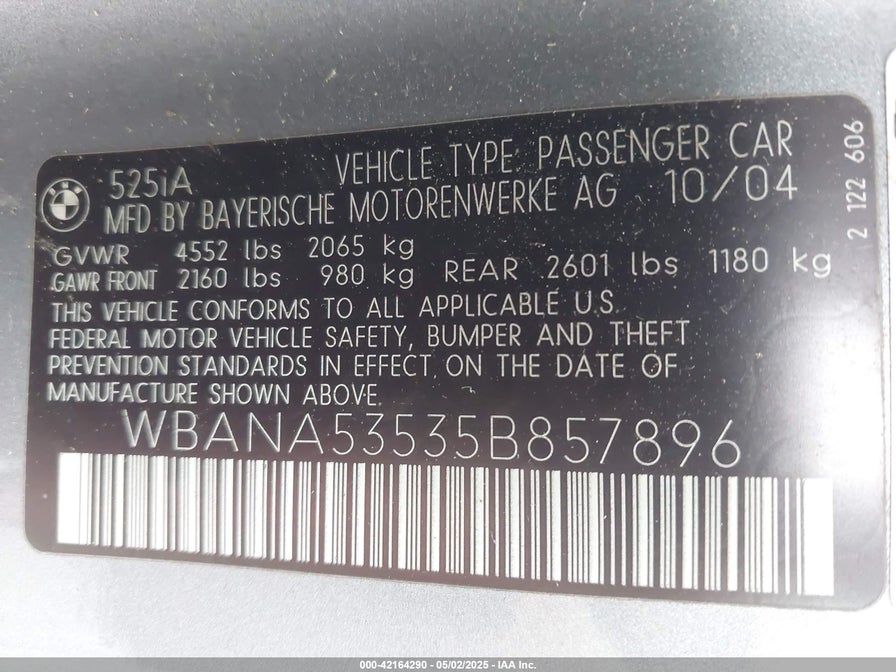 VEHICLE TYPE PASSENGER CAR
525iA
MFD BY BAYERISCHE MOTORENWERKE AG 10/04
GVWR 4552 lbs 2065 kg
GAWR FRONT 2160 lbs 980 kg REAR 2601 lbs 1180 kg
THIS VEHICLE CONFORMS TO ALL APPLICABLE U.S.
FEDERAL MOTOR VEHICLE SAFETY, BUMPER AND THEFT
PREVENTION STANDARDS IN EFFECT ON THE DATE OF
MANUFACTURE SHOWN ABOVE.
WBANA53535B857896
2 122 606
000-42164290 - 05/02/2025 - IAA Inc.